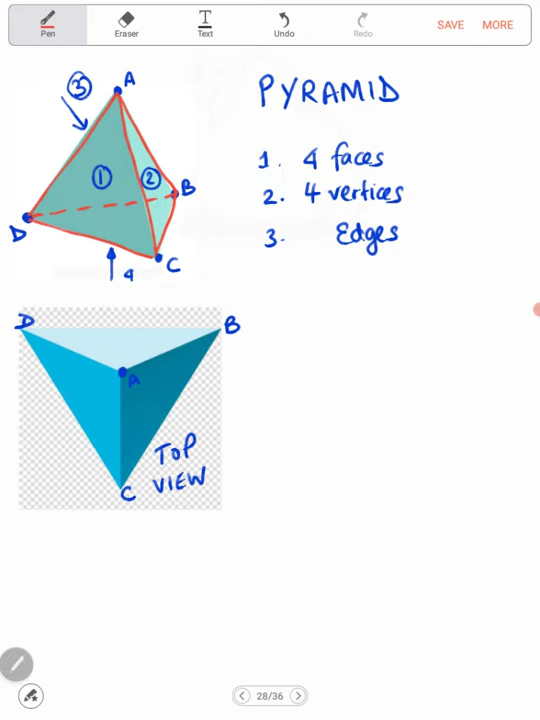 Pen
Eraser
Text
Undo
Redo
SAVE
MORE
3
A
PYRAMID
1
2
B
1. 4 faces
2. 4 vertices
3. Edges
D
C
4
D
B
A
TOP
VIEW
C
28/36